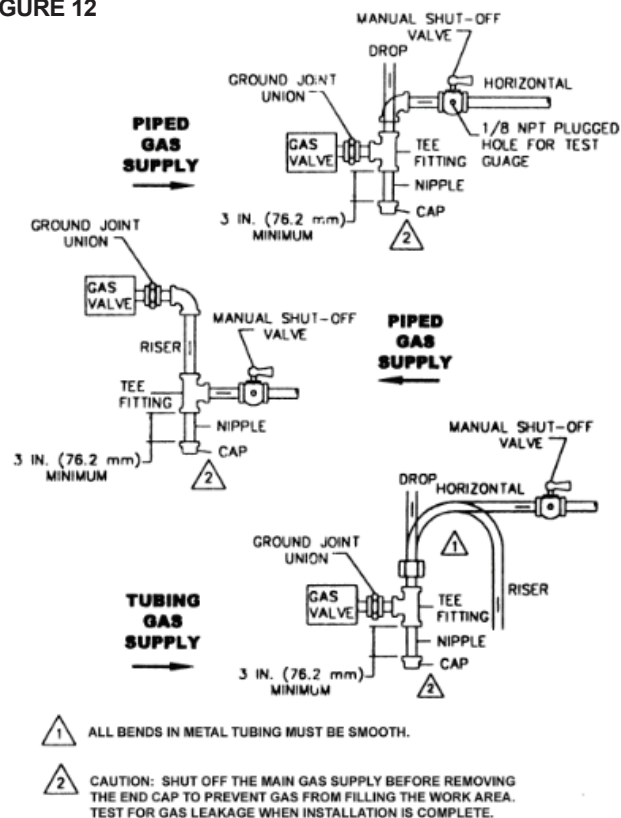 GURE 12
MANUAL SHUT-OFF
VALVE
DROP
GROUND JOINT
UNION
HORIZONTAL
PIPED
GAS
SUPPLY
GAS
VALVE
TEE
FITTING
1/8 NPT PLUGGED
HOLE FOR TEST
GUAGE
NIPPLE
3 IN. (76.2 mm)
MINIMUM
CAP
2
GROUND JOINT
UNION
GAS
VALVE
MANUAL SHUT-OFF
VALVE
RISER
PIPED
GAS
SUPPLY
TEE
FITTING
NIPPLE
CAP
3 IN. (76.2 mm)
MINIMUM
2
MANUAL SHUT-OFF
VALVE
DROP
HORIZONTAL
GROUND JOINT
UNION
1
GAS
VALVE
RISER
TEE
FITTING
TUBING
GAS
SUPPLY
NIPPLE
CAP
3 IN. (76.2 mm)
MINIMUM
2
1 ALL BENDS IN METAL TUBING MUST BE SMOOTH.
2 CAUTION: SHUT OFF THE MAIN GAS SUPPLY BEFORE REMOVING
THE END CAP TO PREVENT GAS FROM FILLING THE WORK AREA.
TEST FOR GAS LEAKAGE WHEN INSTALLATION IS COMPLETE.